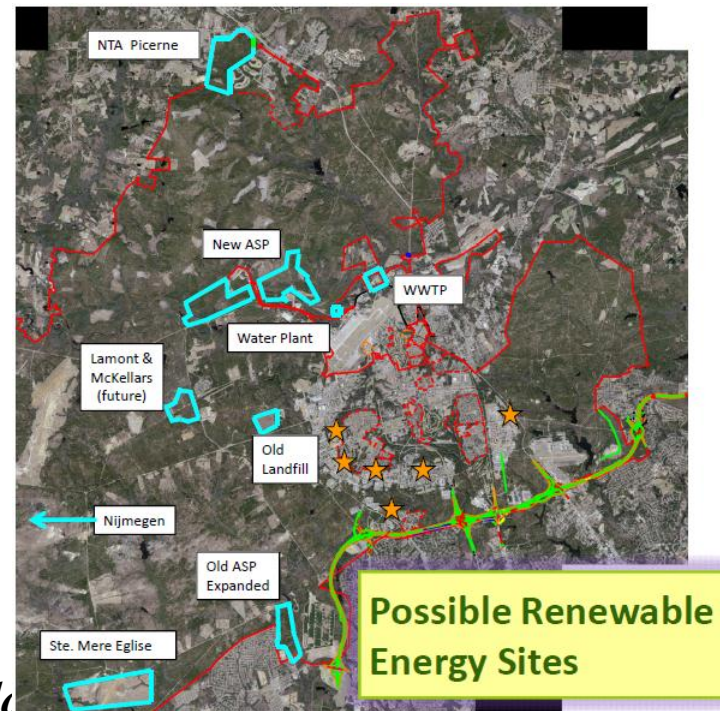 NTA Picerne
New ASP
WWTP
Water Plant
Lamont &
McKellars
(future)
Old
Landfill
Nijmegen
Old ASP
Expanded
Ste. Mere Eglise
Possible Renewable
Energy Sites